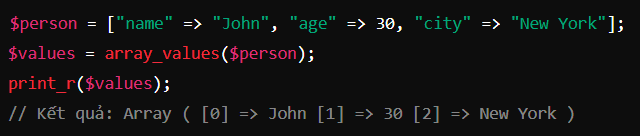 $person = ["name" => "John", "age" => 30, "city" => "New York"];
$values = array_values($person);
print_r($values);
// Kết quả: Array ( [0] => John [1] => 30 [2] => New York )